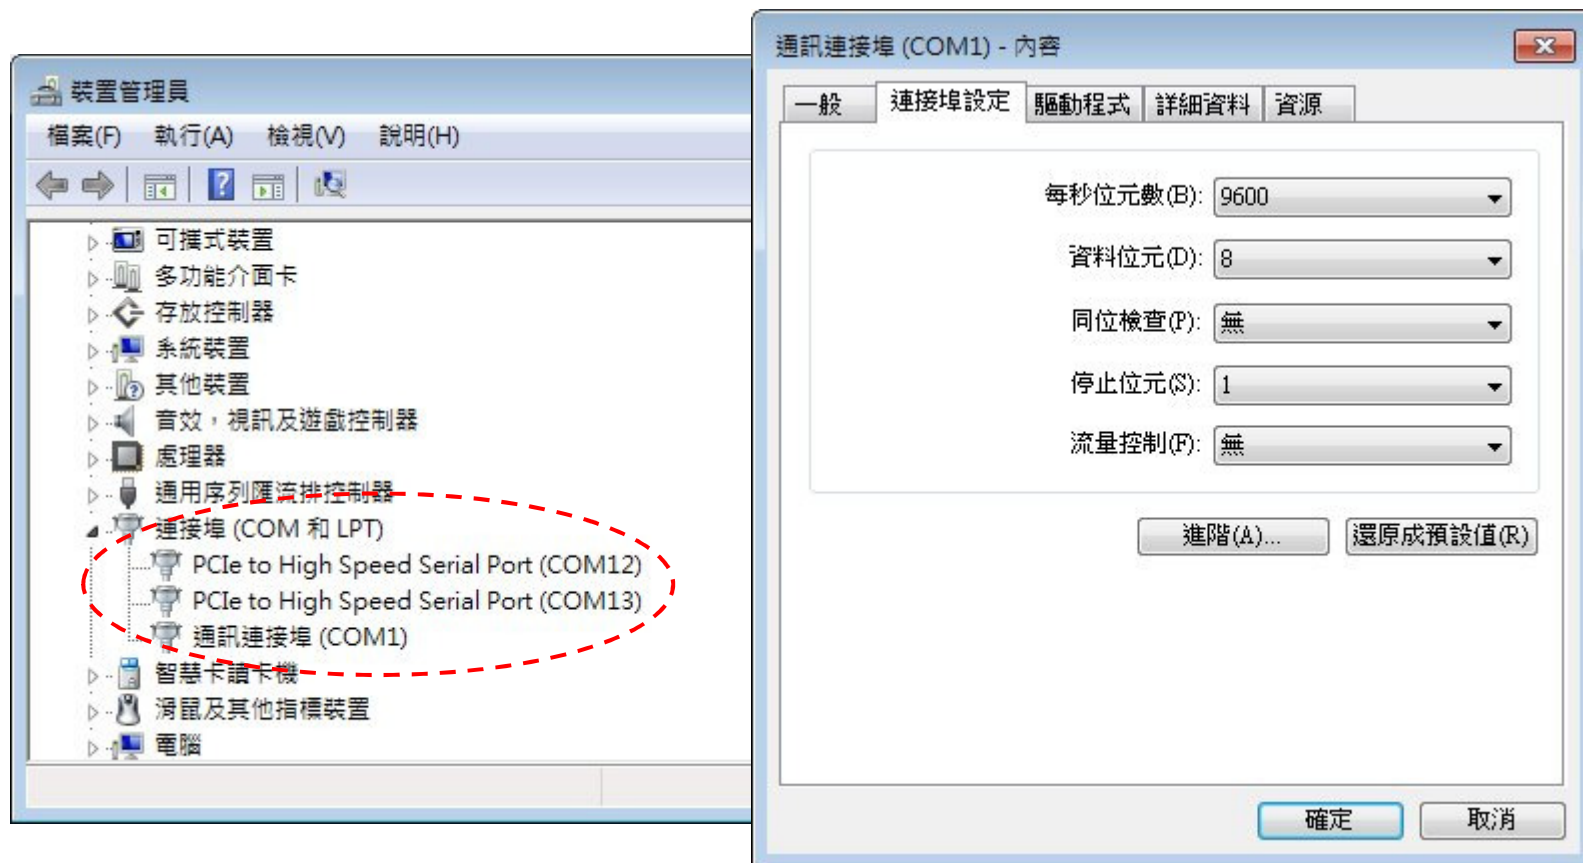 裝置管理員
檔案(F) 執行(A) 檢視(V) 說明(H)
可攜式裝置
多功能介面卡
存放控制器
系統裝置
其他裝置
音效，視訊及遊戲控制器
處理器
通用序列匯流排控制器
連接埠 (COM 和 LPT)
PCIe to High Speed Serial Port (COM12)
PCIe to High Speed Serial Port (COM13)
通訊連接埠 (COM1)
智慧卡讀卡機
滑鼠及其他指標裝置
電腦
通訊連接埠 (COM1) - 內容
一般 連接埠設定 驅動程式 詳細資料 資源
每秒位元數(B): 9600
資料位元(D): 8
同位檢查(P): 無
停止位元(S): 1
流量控制(F): 無
進階(A)... 還原成預設值(R)
確定 取消